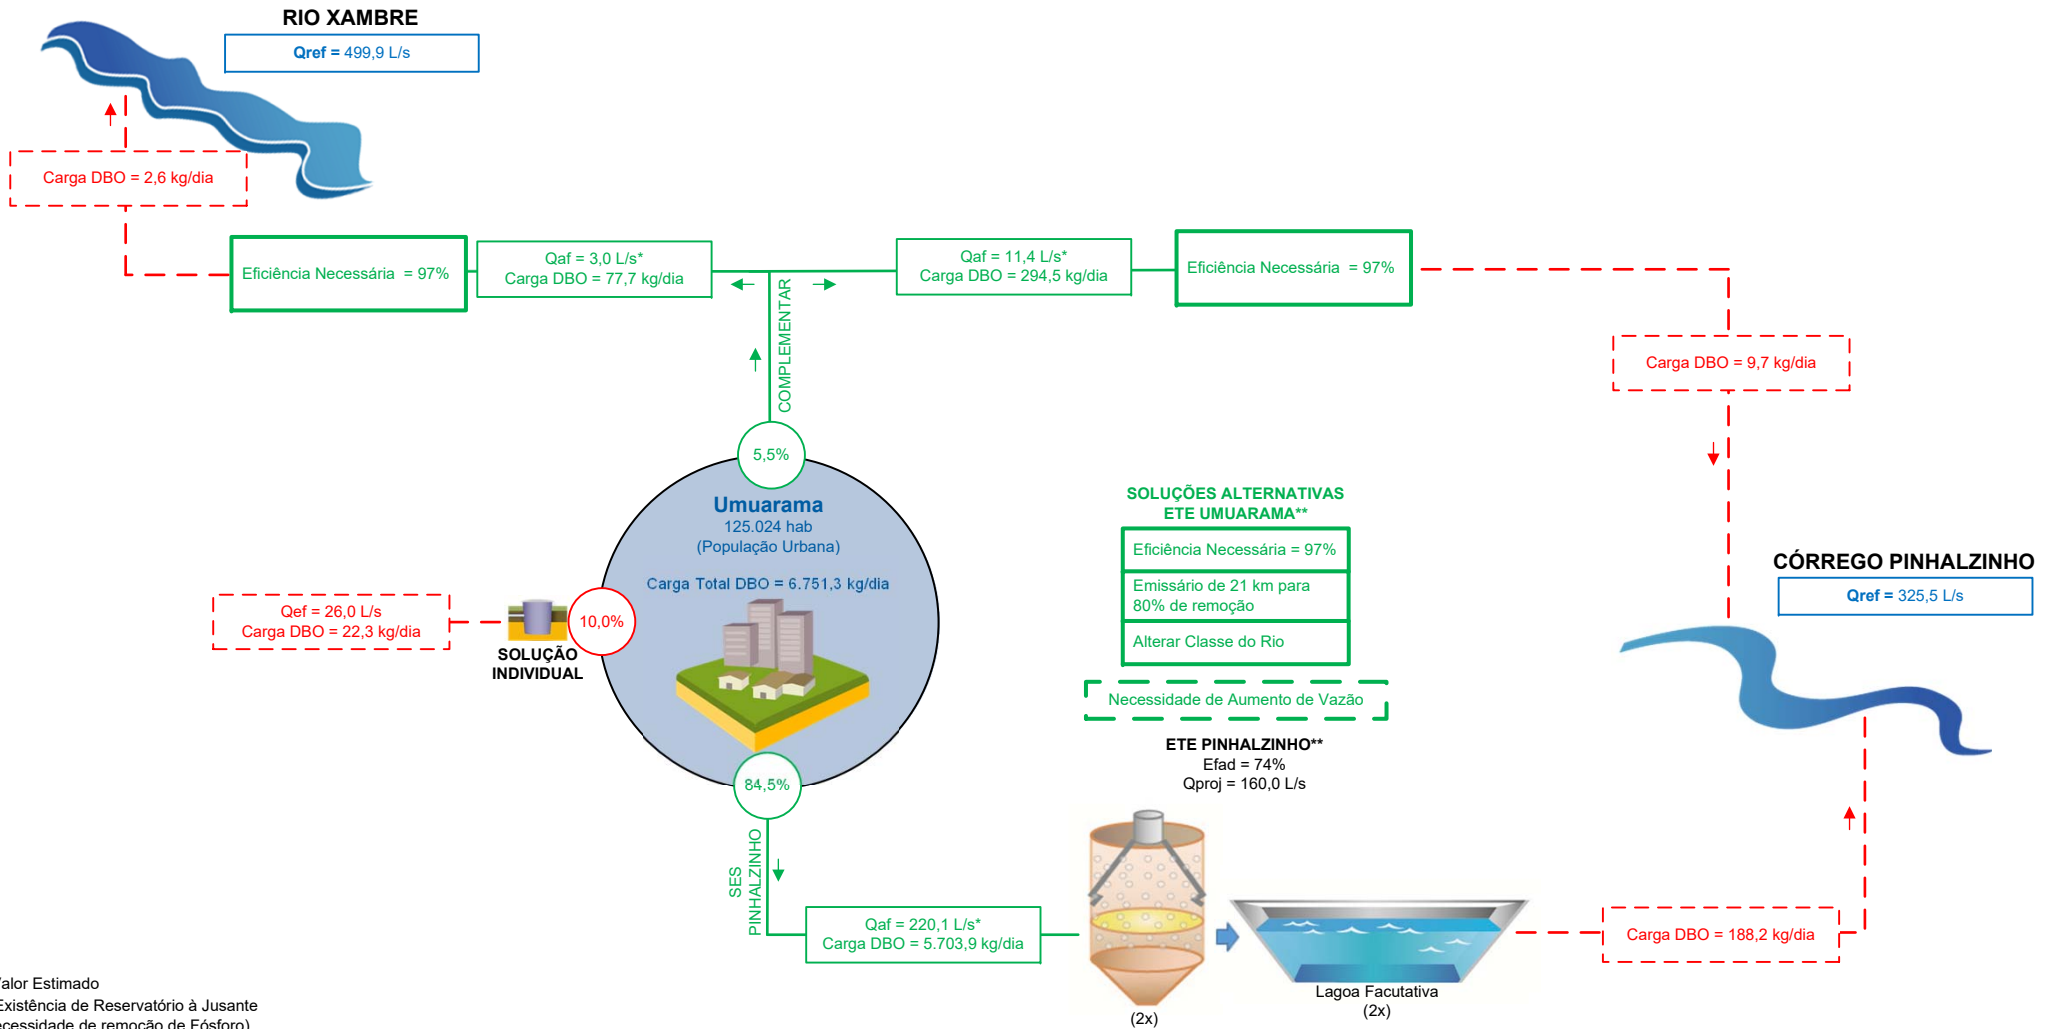 RIO XAMBRE
Qref = 499,9 L/s
Carga DBO = 2,6 kg/dia
Eficiência Necessária = 97%
Qaf = 3,0 L/s*
Carga DBO = 77,7 kg/dia
Qaf = 11,4 L/s*
Carga DBO = 294,5 kg/dia
Eficiência Necessária = 97%
COMPLEMENTAR
Carga DBO = 9,7 kg/dia
5,5%
Umuarama
125.024 hab
(População Urbana)
Carga Total DBO = 6.751,3 kg/dia
10,0%
Qef = 26,0 L/s
Carga DBO = 22,3 kg/dia
SOLUÇÃO
INDIVIDUAL
84,5%
SOLUÇÕES ALTERNATIVAS
ETE UMUARAMA**
Eficiência Necessária = 97%
Emissário de 21 km para
80% de remoção
Alterar Classe do Rio
Necessidade de Aumento de Vazão
CÓRREGO PINHALZINHO
Qref = 325,5 L/s
ETE PINHALZINHO**
Efad = 74%
Qproj = 160,0 L/s
SES
PINHALZINHO
Qaf = 220,1 L/s*
Carga DBO = 5.703,9 kg/dia
(2x)
Lagoa Facutativa
(2x)
Carga DBO = 188,2 kg/dia
Estimado
Existência de Reservatório à Jusante
de remoção de Fósforo)